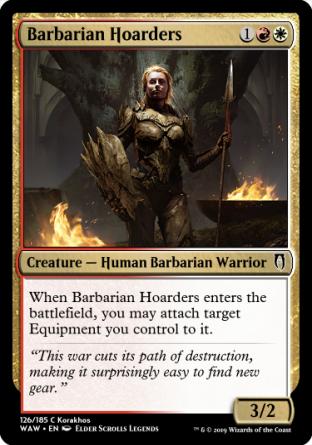 Barbarian Hoarders 1
Creature — Human Barbarian Warrior
When Barbarian Hoarders enters the
battlefield, you may attach target
Equipment you control to it.
“This war cuts its path of destruction,
making it surprisingly easy to find new
gear.”
3/2
126/185 C Korakhos
WAW • EN Elder Scrolls Legends
™ & © 2019 Wizards of the Coast